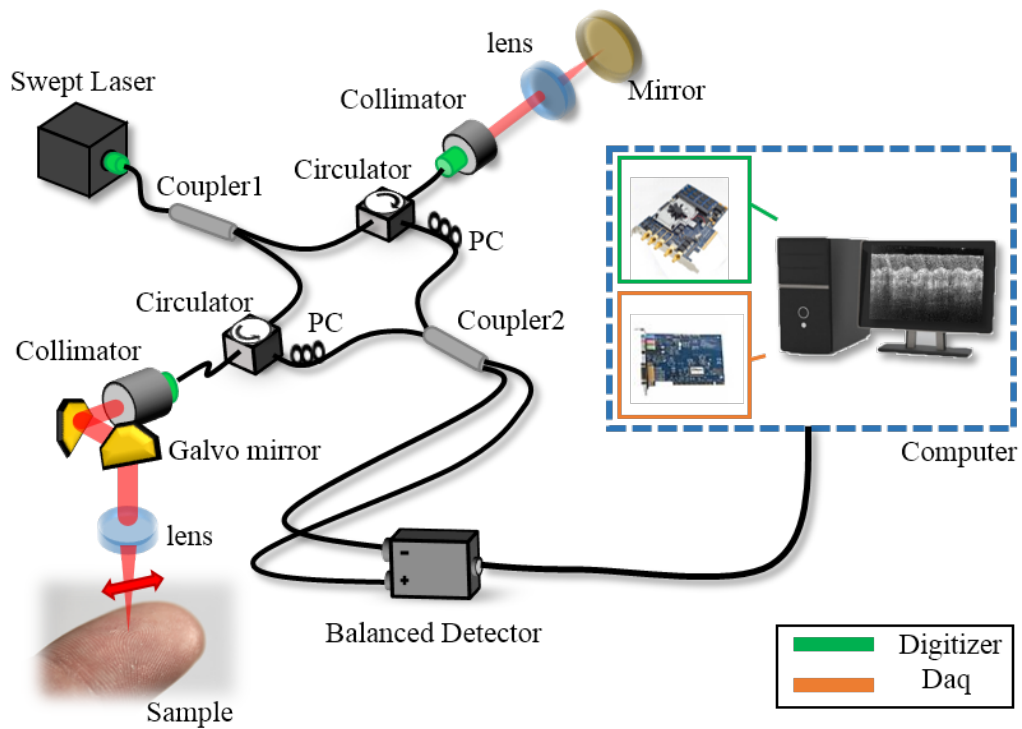 lens
Swept Laser
Mirror
Collimator
Circulator
Coupler1
PC
Circulator
PC
Coupler2
Collimator
Galvo mirror
Computer
lens
-
+
Balanced Detector
Digitizer
Daq
Sample